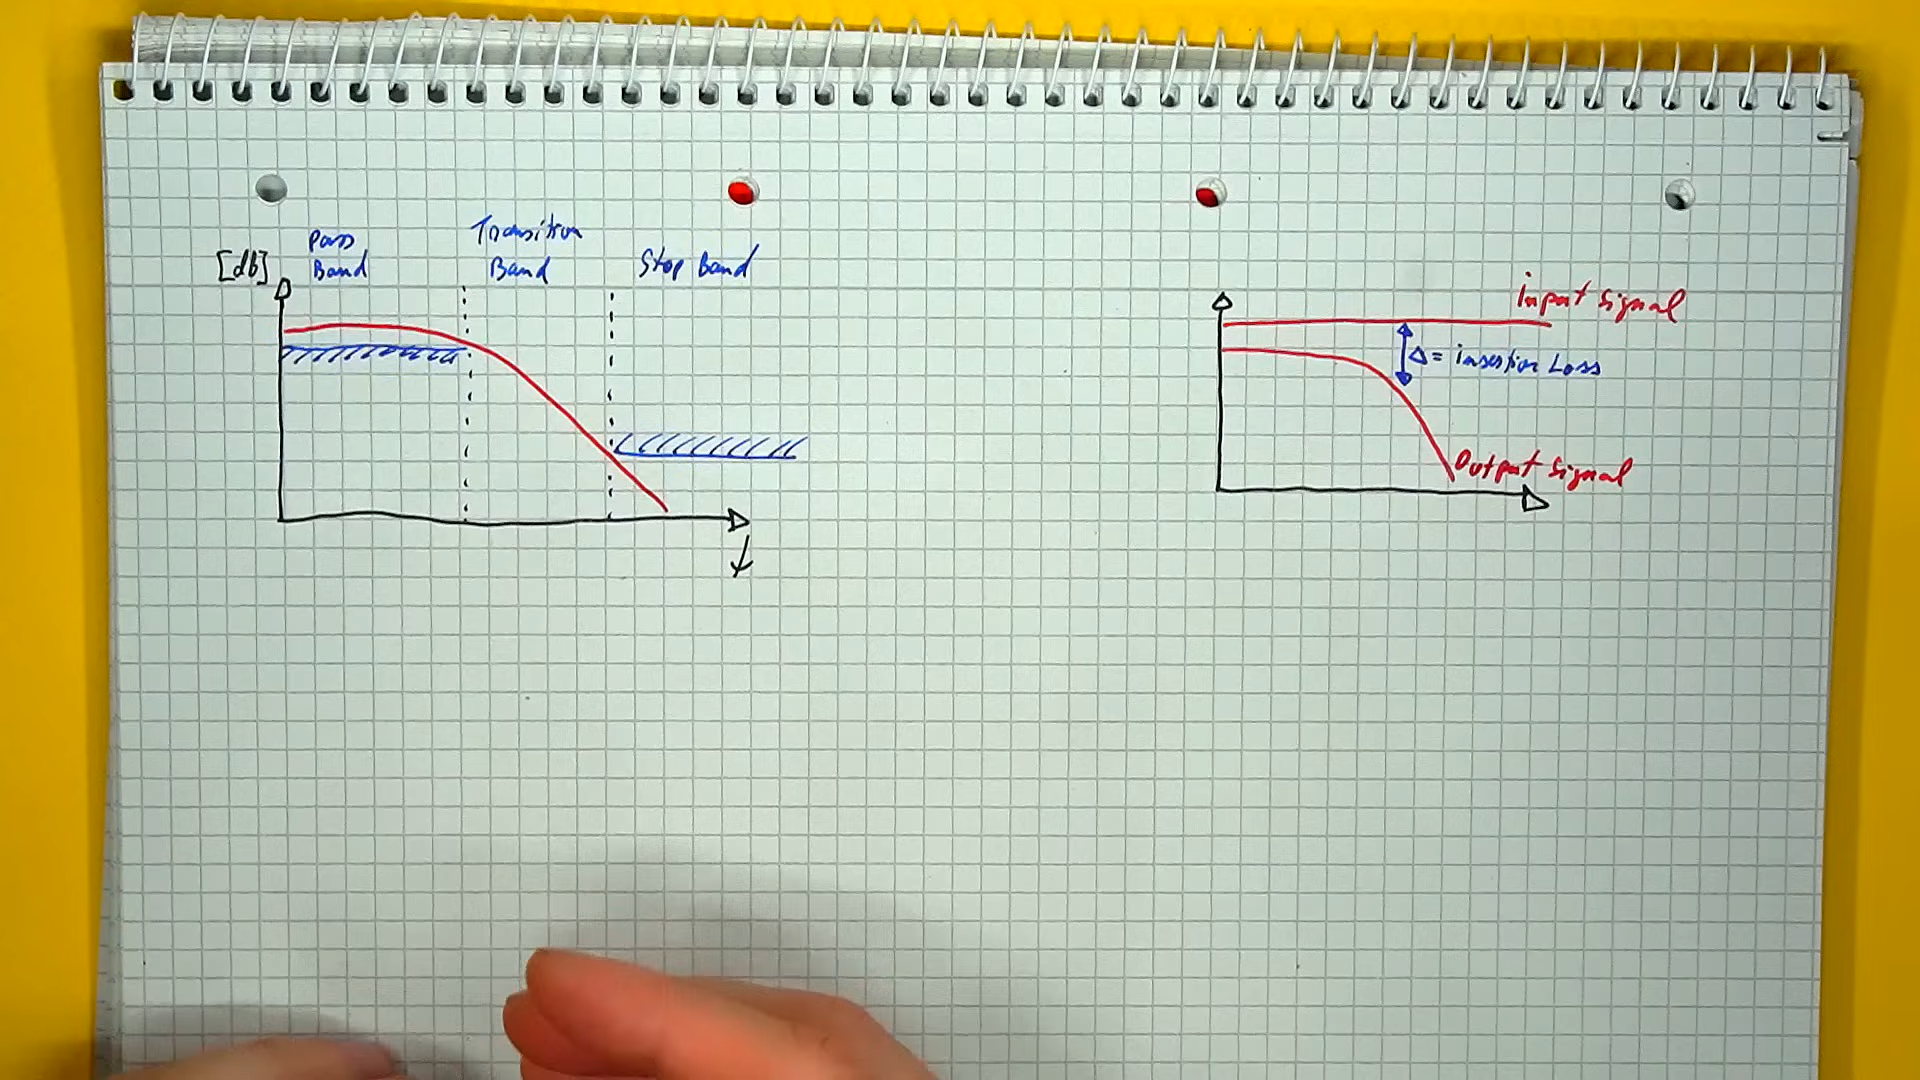 Pass
Band
Transition
Band
Stop Band
[db]
f
input signal
Δ= insertion Loss
Output signal